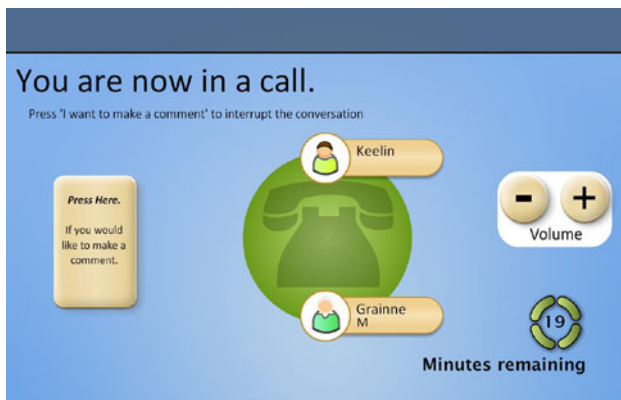 You are now in a call.
Press 'I want to make a comment' to interrupt the conversation
Keelin
Press Here.
If you would
like to make a
comment.
- +
Volume
Grainne
M
19
Minutes remaining